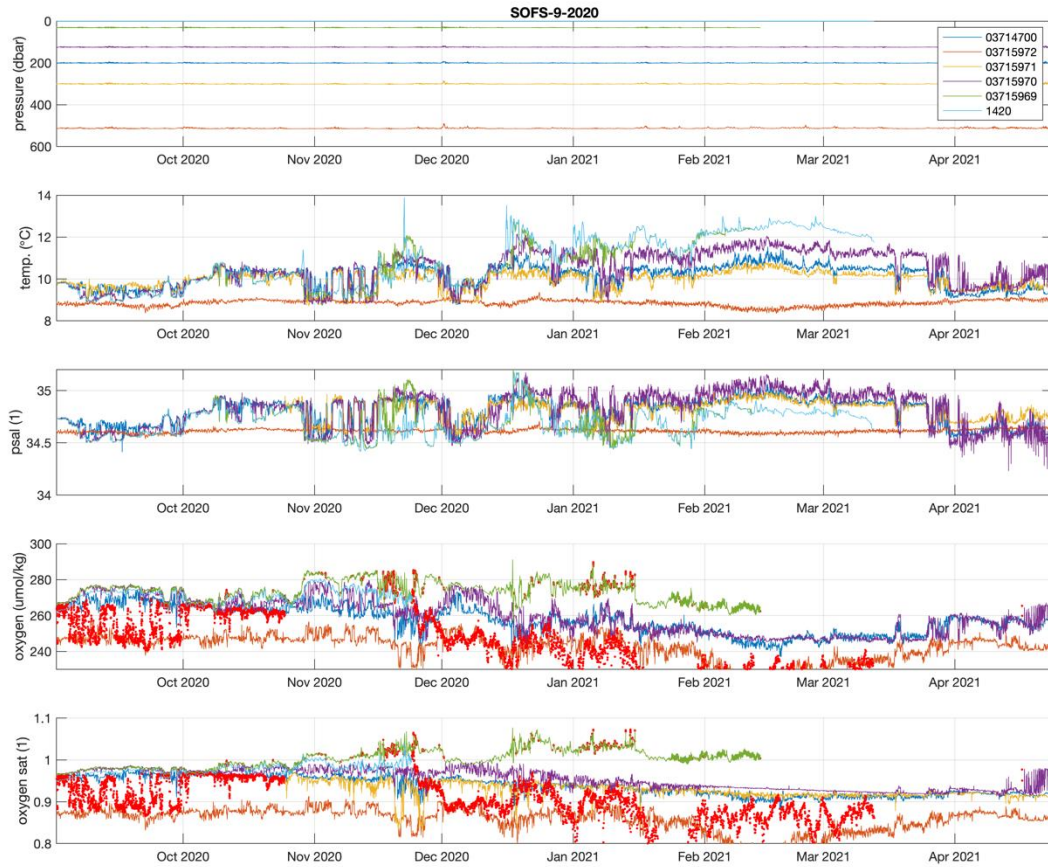 SOFS-9-2020
pressure (dbar)
0
200
400
600
03714700
03715972
03715971
03715970
03715969
1420
Oct 2020 Nov 2020 Dec 2020 Jan 2021 Feb 2021 Mar 2021 Apr 2021
temp. (°C)
14
12
10
8
Oct 2020 Nov 2020 Dec 2020 Jan 2021 Feb 2021 Mar 2021 Apr 2021
psal (1)
35
34.5
34
Oct 2020 Nov 2020 Dec 2020 Jan 2021 Feb 2021 Mar 2021 Apr 2021
oxygen (umol/kg)
300
280
260
240
Oct 2020 Nov 2020 Dec 2020 Jan 2021 Feb 2021 Mar 2021 Apr 2021
oxygen sat (1)
1.1
1
0.9
0.8
Oct 2020 Nov 2020 Dec 2020 Jan 2021 Feb 2021 Mar 2021 Apr 2021